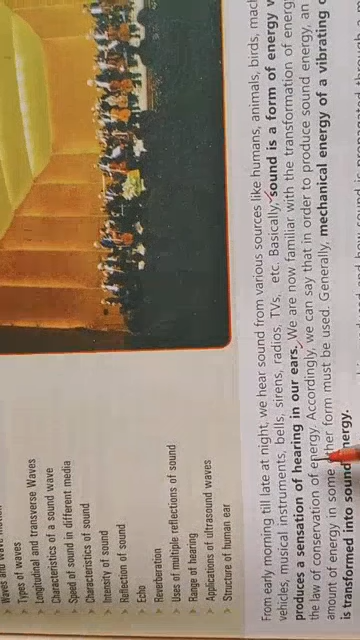 Waves and wave motion
Types of waves
Longitudinal and transverse Waves
Characteristics of a sound wave
Speed of sound in different media
Characteristics of sound
Intensity of sound
Reflection of sound
Echo
Reverberation
Uses of multiple reflections of sound
Range of hearing
Applications of ultrasound waves
Structure of human ear
From early morning till late at night, we hear sound from various sources like humans, animals, birds,
vehicles, musical instruments, bells, sirens, radios, TVs, etc. Basically, sound is a form of energy
produces a sensation of hearing in our ears. We are now familiar with the transformation of
the law of conservation of energy. Accordingly, we can say that in order to produce sound energy, an
amount of energy in some other form must be used. Generally, mechanical energy of a vibrating
is transformed into sound energy.